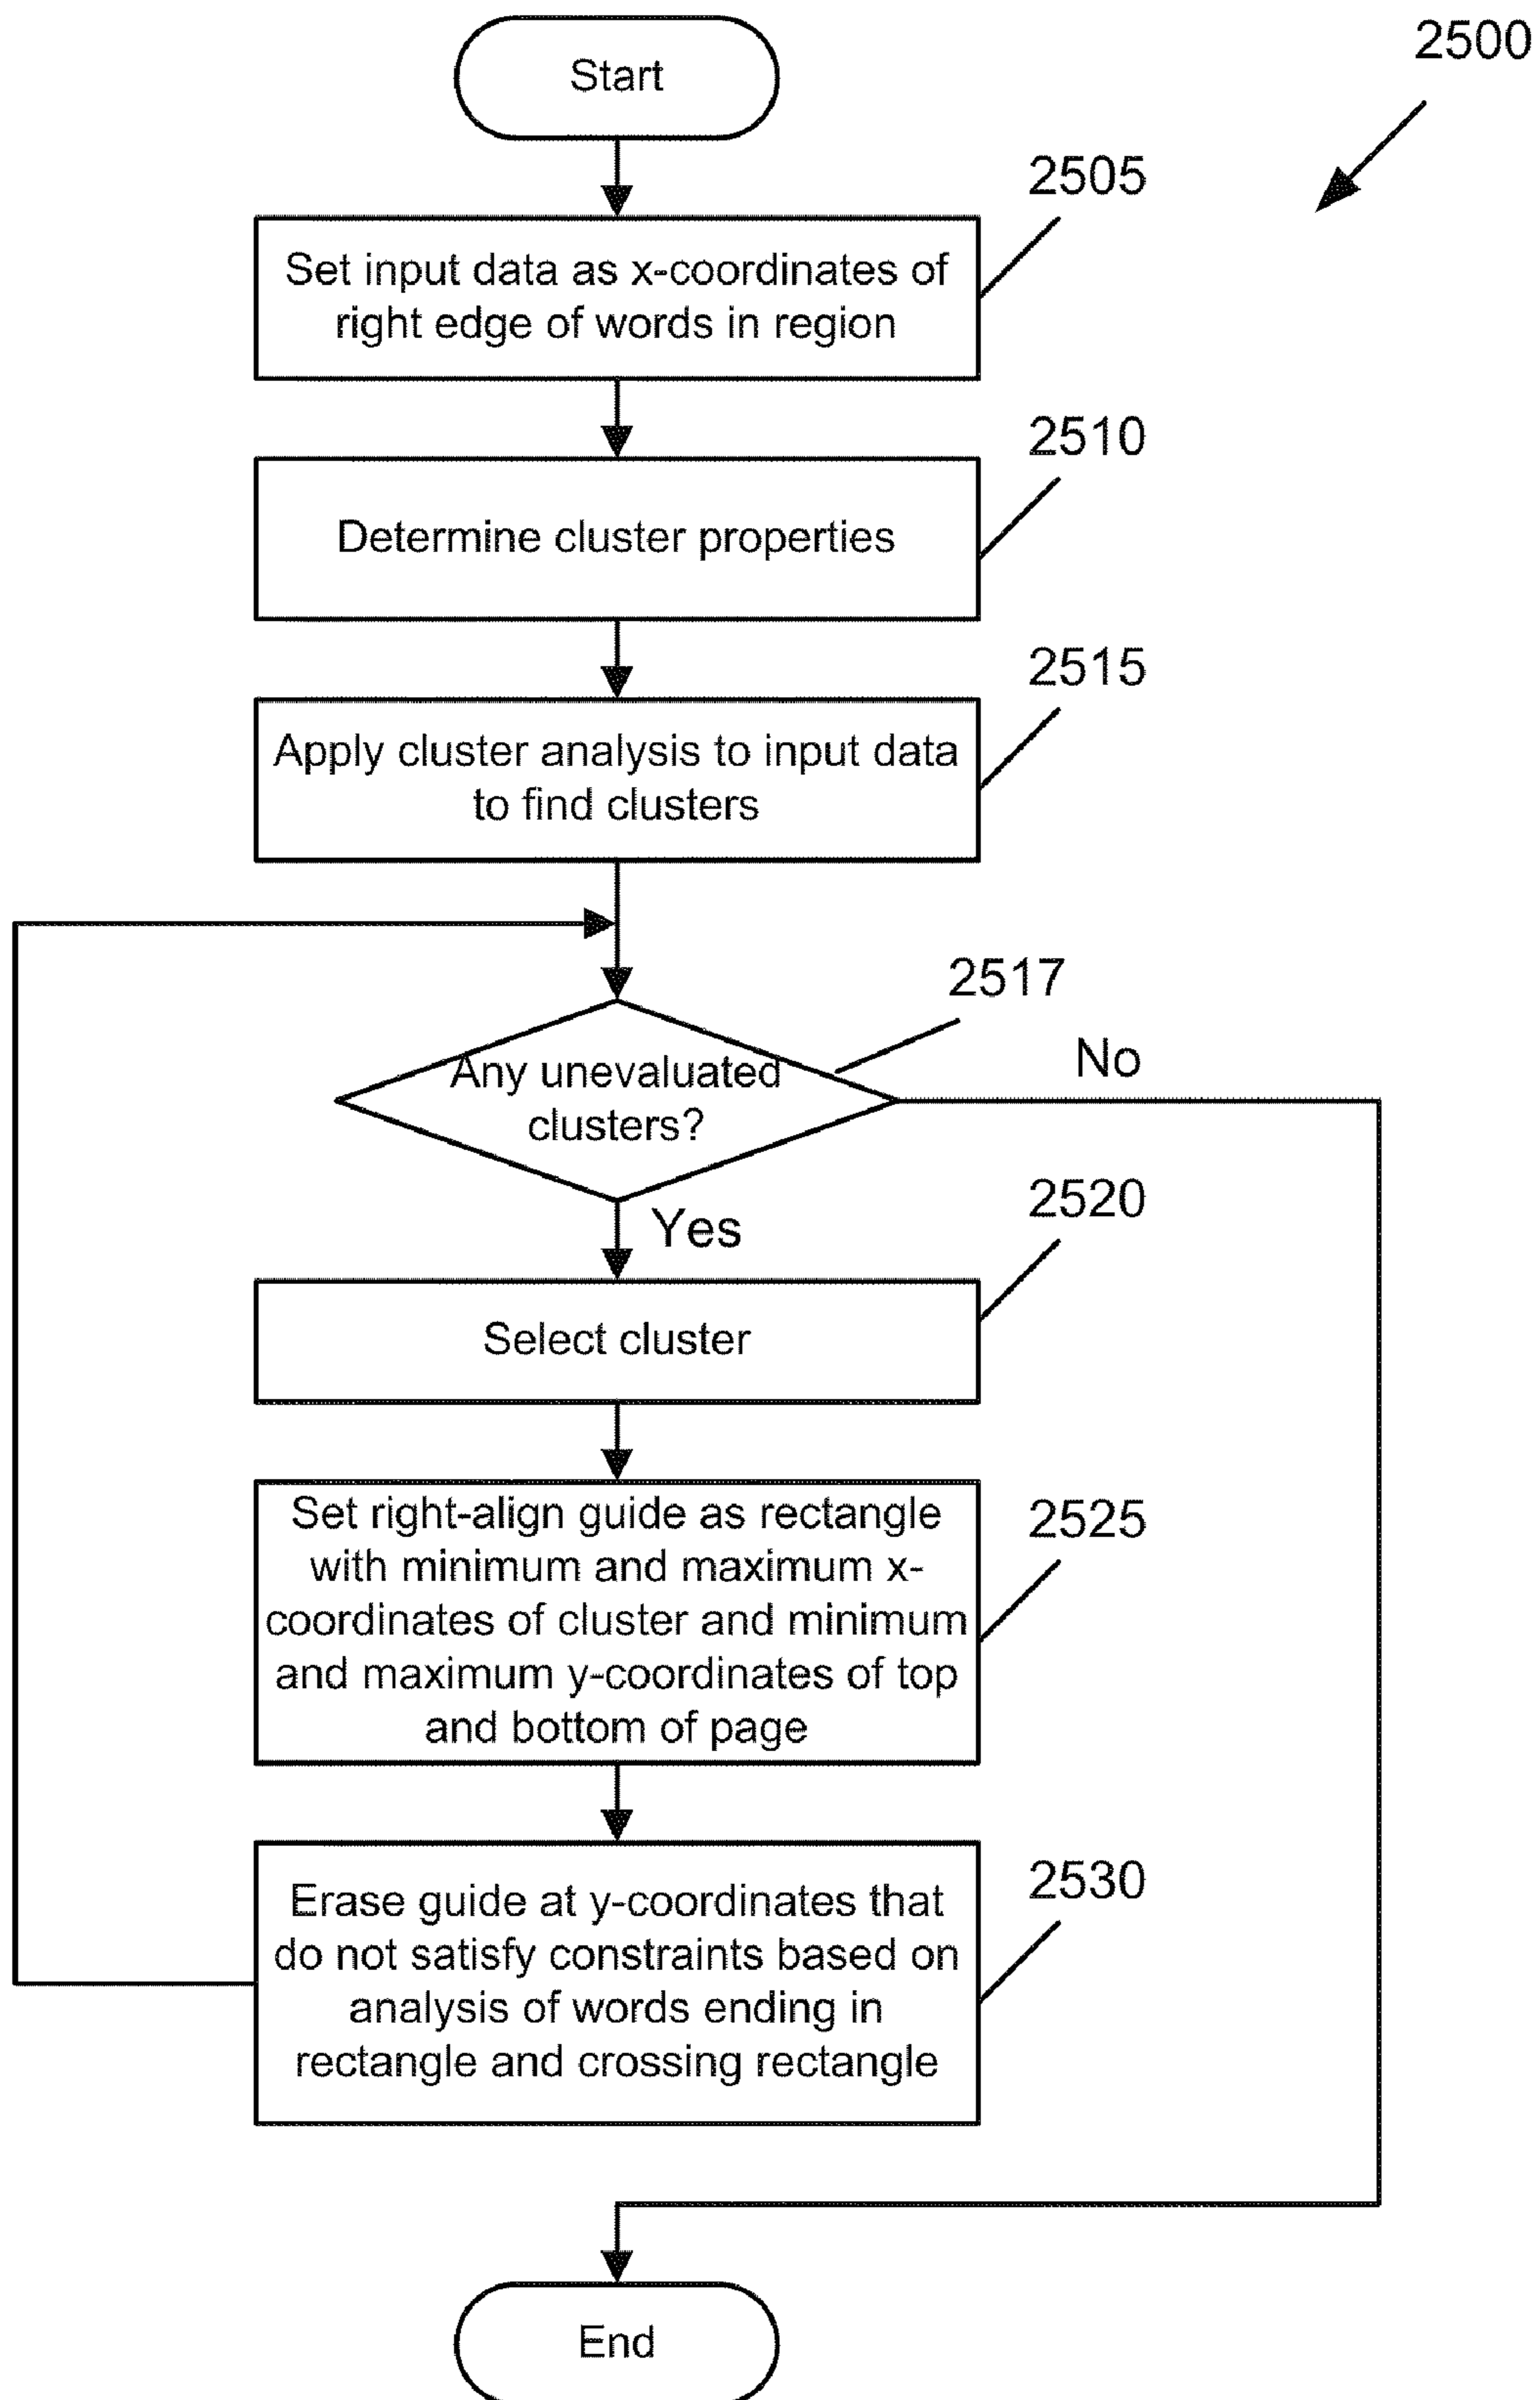 Start
2500
2505
Set input data as x-coordinates of
right edge of words in region
2510
Determine cluster properties
2515
Apply cluster analysis to input data
to find clusters
2517
Any unevaluated
clusters?
No
Yes
2520
Select cluster
2525
Set right-align guide as rectangle
with minimum and maximum x-
coordinates of cluster and minimum
and maximum y-coordinates of top
and bottom of page
2530
Erase guide at y-coordinates that
do not satisfy constraints based on
analysis of words ending in
rectangle and crossing rectangle
End